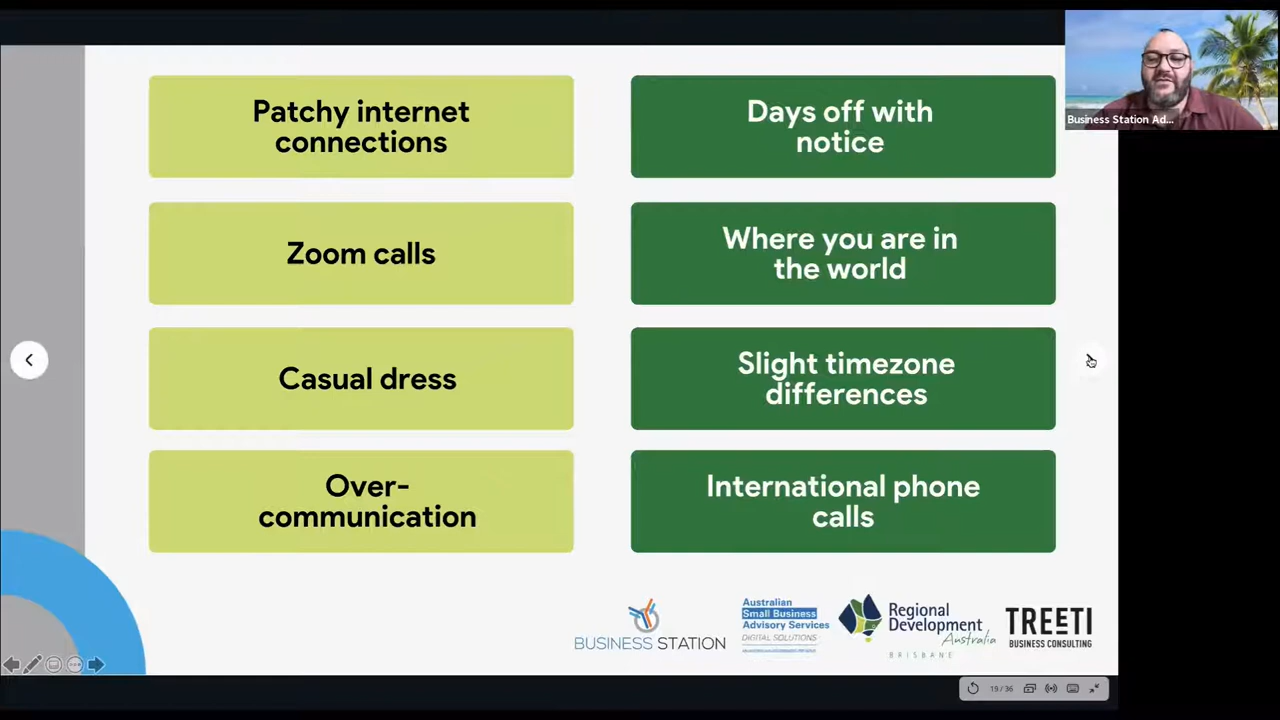 Patchy internet
connections
Days off with
notice
Zoom calls
Where you are in
the world
Casual dress
Slight timezone
differences
Over-
communication
International phone
calls
Business Station Ad...
BUSINESS STATION
Australian
Small Business
Advisory Services
DIGITAL SOLUTIONS
Regional
Development
Australia
BRISBANE
TREETI
BUSINESS CONSULTING
19 / 36